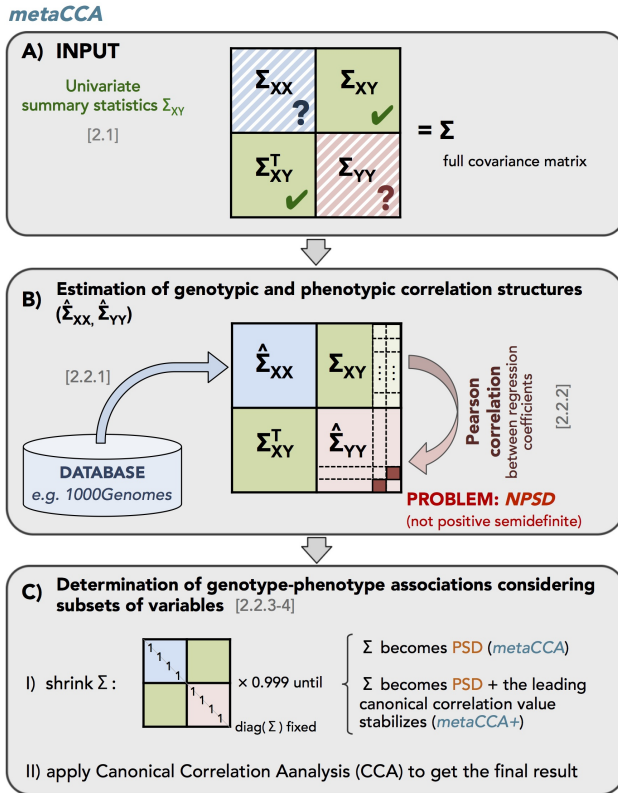 metaCCA
A) INPUT
Univariate
summary statistics Σ_XY
[2.1]
Σ_XX ?
Σ_XY ✔
Σ^T_XY ✔
Σ_YY ?
= Σ
full covariance matrix
B) Estimation of genotypic and phenotypic correlation structures
(Σ̂_XX, Σ̂_YY)
[2.2.1]
DATABASE
e.g. 1000Genomes
Σ̂_XX
Σ_XY
Σ^T_XY
Σ̂_YY
Pearson
correlation
between regression
coefficients
[2.2.2]
PROBLEM: NPSD
(not positive semidefinite)
C) Determination of genotype-phenotype associations considering
subsets of variables [2.2.3-4]
I) shrink Σ :
1 1 1 1
1 1 1 1
× 0.999 until
diag(Σ) fixed
Σ becomes PSD (metaCCA)
Σ becomes PSD + the leading
canonical correlation value
stabilizes (metaCCA+)
II) apply Canonical Correlation Aanalysis (CCA) to get the final result